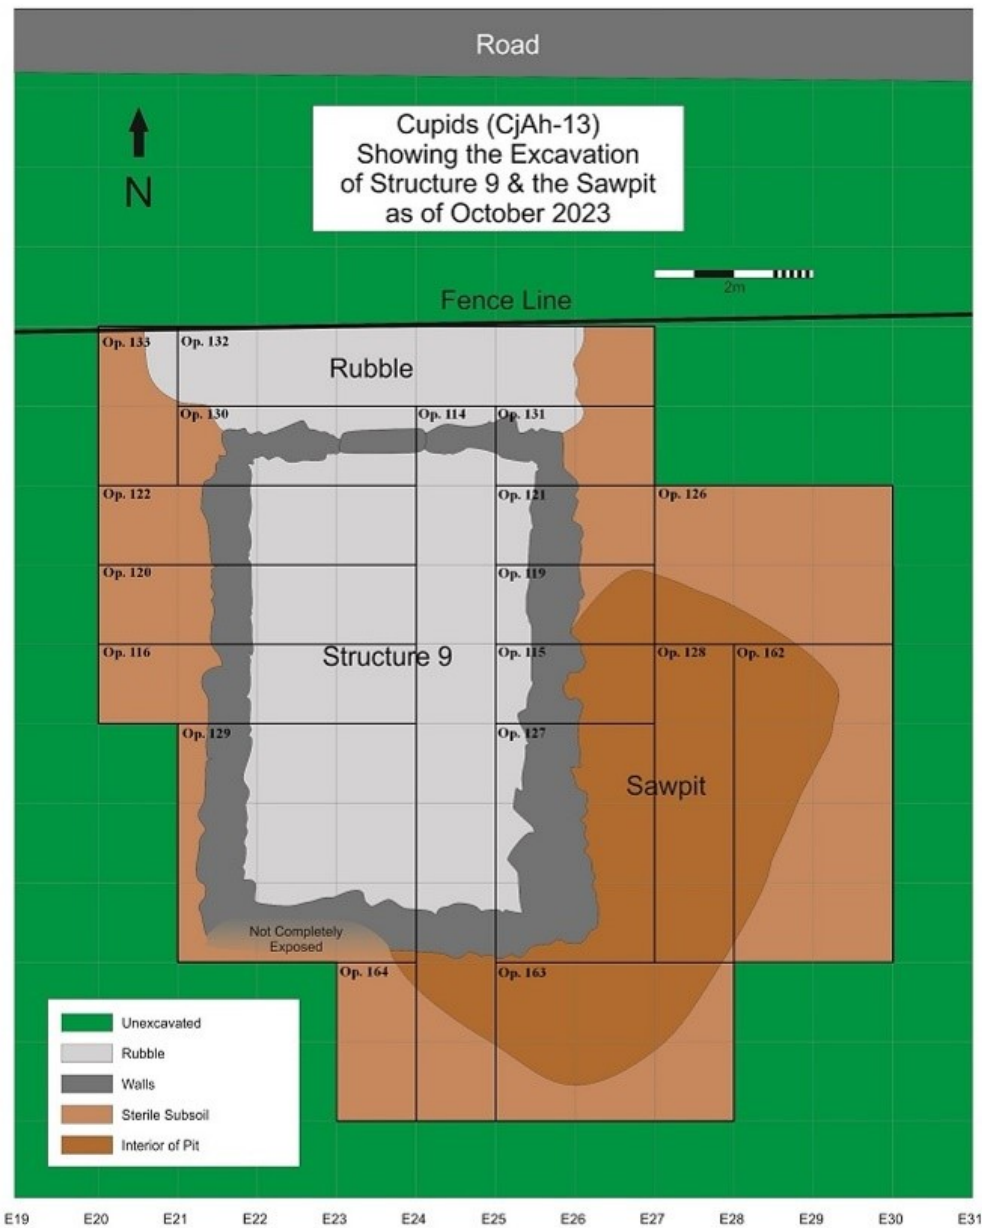 Road
Cupids (CjAh-13)
Showing the Excavation
of Structure 9 & the Sawpit
as of October 2023
N
2m
Fence Line
Op. 133
Op. 132
Rubble
Op. 130
Op. 114
Op. 131
Op. 122
Op. 121
Op. 126
Op. 120
Op. 119
Op. 116
Structure 9
Op. 115
Op. 128
Op. 162
Op. 129
Op. 127
Sawpit
Not Completely
Exposed
Op. 164
Op. 163
Unexcavated
Rubble
Walls
Sterile Subsoil
Interior of Pit
E19 E20 E21 E22 E23 E24 E25 E26 E27 E28 E29 E30 E31